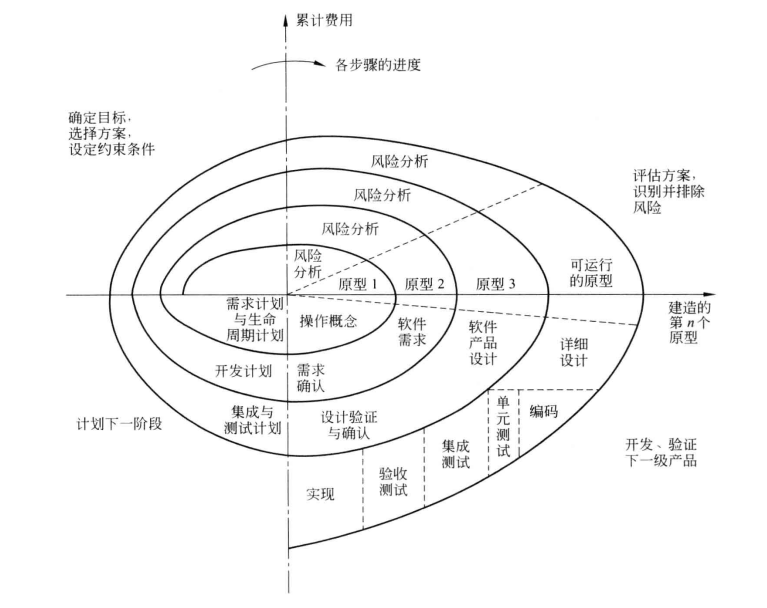 累计费用
各步骤的进度
确定目标，
选择方案，
设定约束条件
风险分析
评估方案，
识别并排除
风险
风险分析
风险分析
风险
分析
原型 1
原型 2
原型 3
可运行
的原型
建造的
第 n 个
原型
需求计划
与生命
周期计划
操作概念
软件
需求
软件
产品
设计
详细
设计
开发计划
需求
确认
计划下一阶段
集成与
测试计划
设计验证
与确认
单
元
测
试
编码
集成
测试
验收
测试
实现
开发、验证
下一级产品